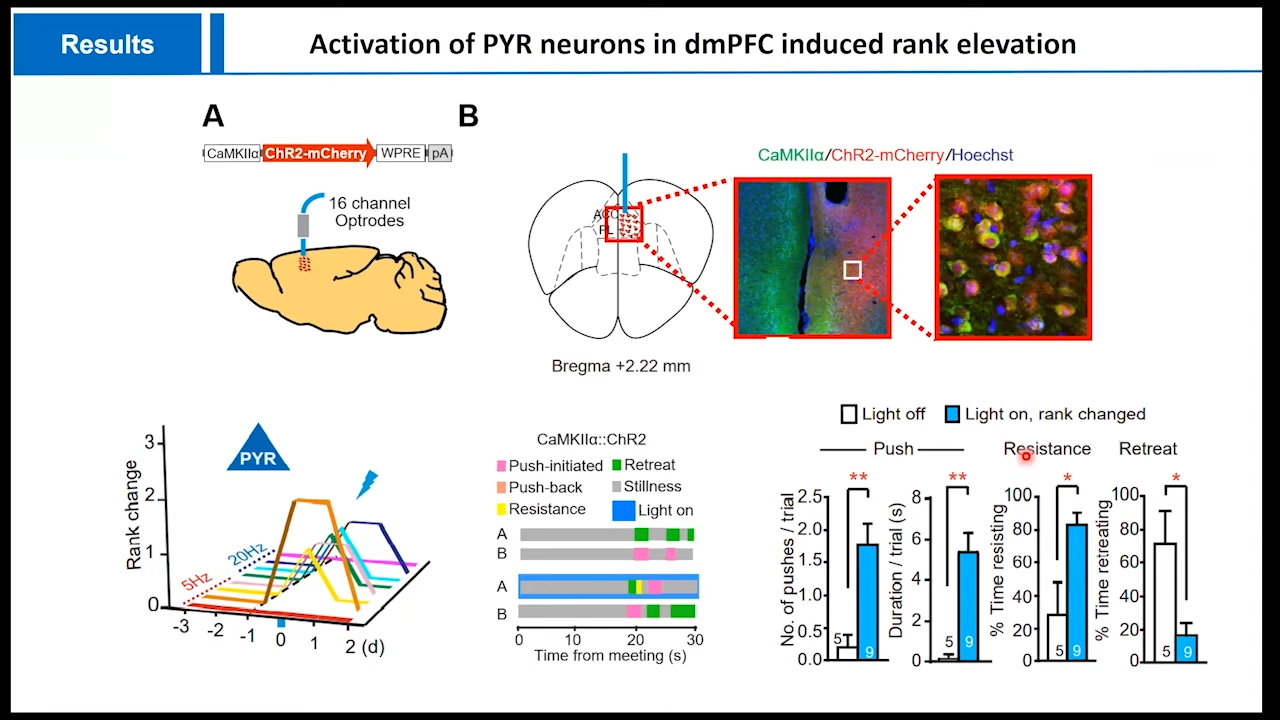 Results
Activation of PYR neurons in dmPFC induced rank elevation
A
B
CaMKIIα ChR2-mCherry WPRE pA
16 channel
Optrodes
ACC
PL
Bregma +2.22 mm
CaMKIIα/ChR2-mCherry/Hoechst
Rank change
3
2
1
0
PYR
5Hz
20Hz
-3 -2 -1 0 1 2 (d)
CaMKIIα::ChR2
Push-initiated
Retreat
Push-back
Stillness
Resistance
Light on
A
B
A
B
0 10 20 30
Time from meeting (s)
Light off
Light on, rank changed
Push
Resistance
Retreat
No. of pushes / trial
2.5
2.0
1.5
1.0
0.5
0.0
**
5 9
Duration / trial (s)
8
6
4
2
0
**
5 9
% Time resisting
100
80
60
40
20
0
*
5 9
% Time retreating
100
80
60
40
20
0
*
5 9